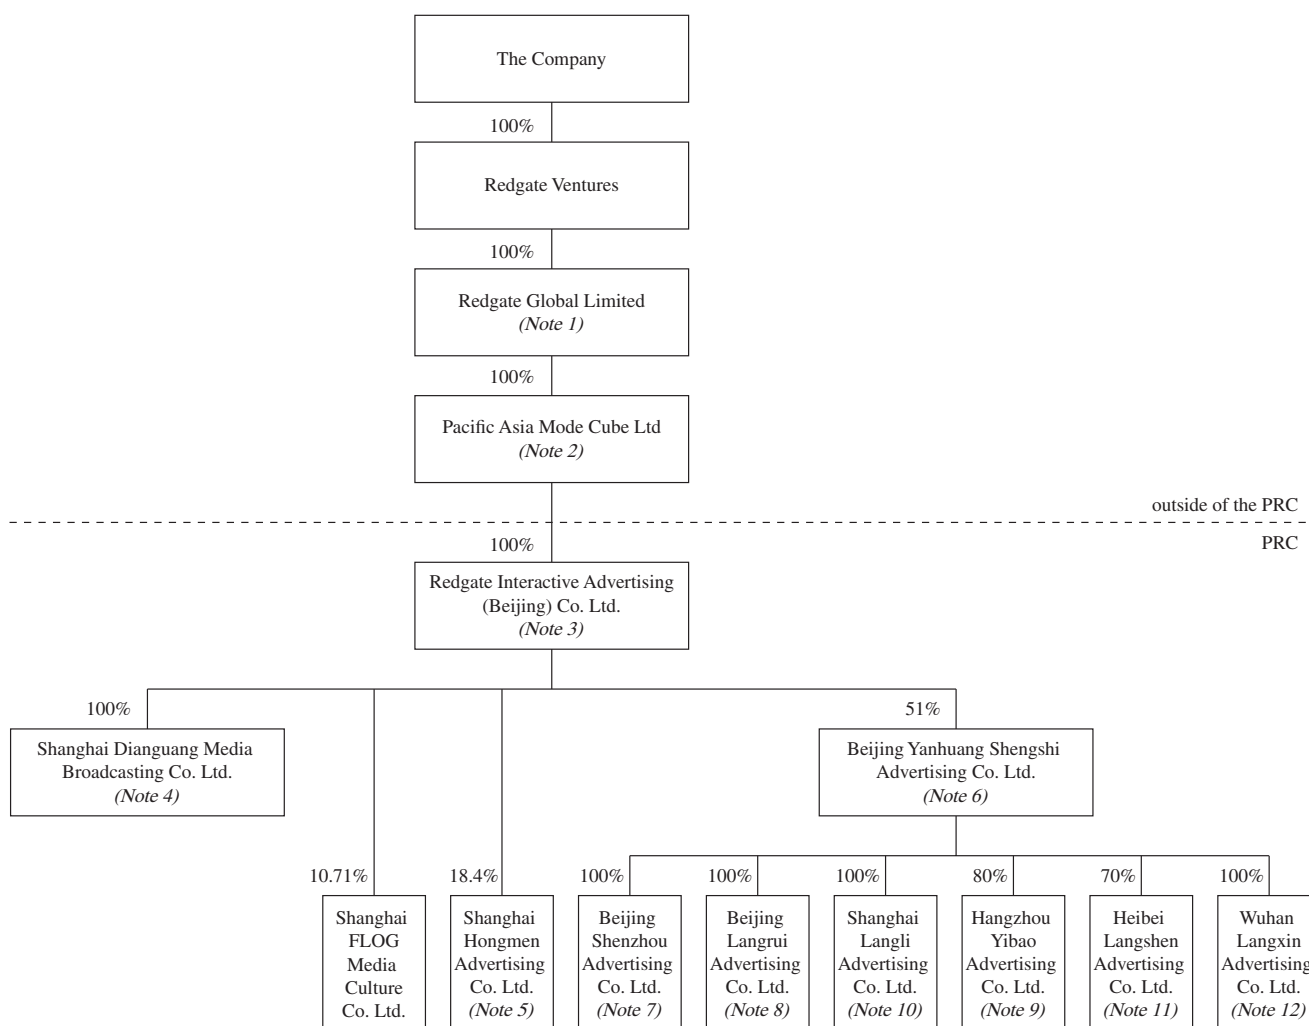 The Company
100%
Redgate Ventures
100%
Redgate Global Limited
(Note 1)
100%
Pacific Asia Mode Cube Ltd
(Note 2)
outside of the PRC
100%
PRC
Redgate Interactive Advertising
(Beijing) Co. Ltd.
(Note 3)
100%
51%
Shanghai Dianguang Media
Broadcasting Co. Ltd.
(Note 4)
Beijing Yanhuang Shengshi
Advertising Co. Ltd.
(Note 6)
10.71%
18.4%
100%
100%
100%
80%
70%
100%
Shanghai
FLOG
Media
Culture
Co. Ltd.
Shanghai
Hongmen
Advertising
Co. Ltd.
(Note 5)
Beijing
Shenzhou
Advertising
Co. Ltd.
(Note 7)
Beijing
Langrui
Advertising
Co. Ltd.
(Note 8)
Shanghai
Langli
Advertising
Co. Ltd.
(Note 10)
Hangzhou
Yibao
Advertising
Co. Ltd.
(Note 9)
Heibei
Langshen
Advertising
Co. Ltd.
(Note 11)
Wuhan
Langxin
Advertising
Co. Ltd.
(Note 12)